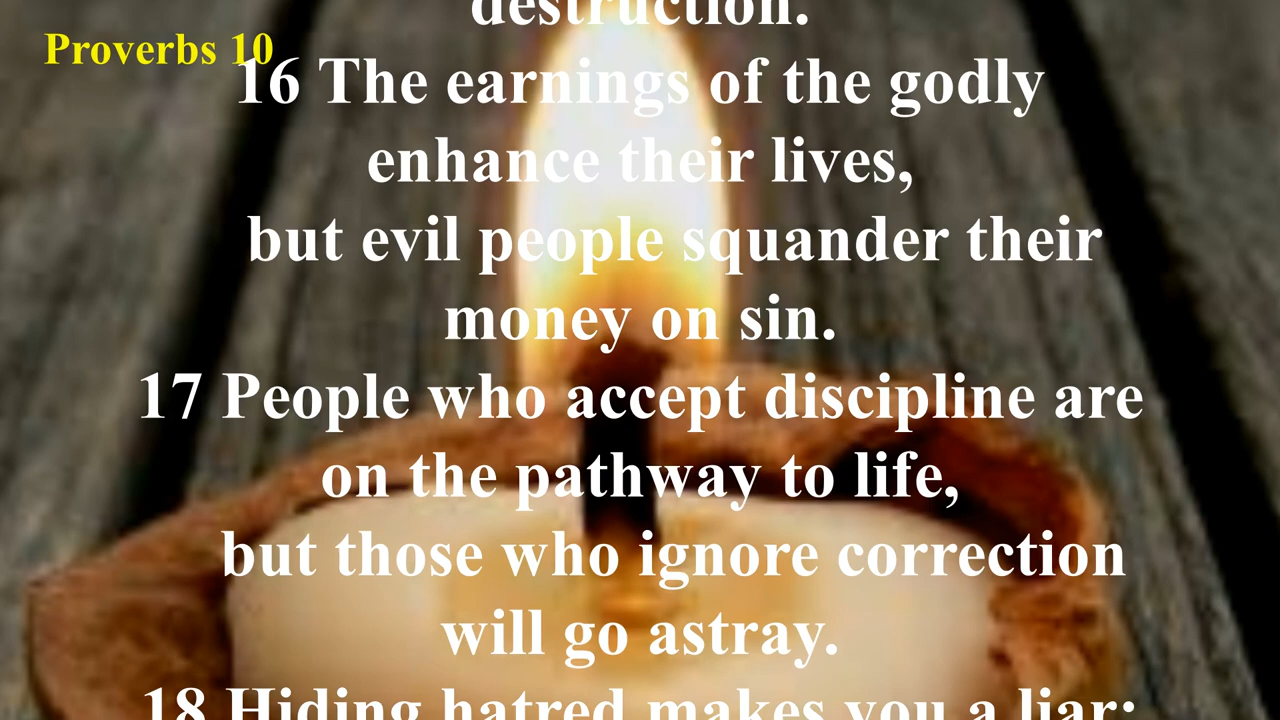 destruction.
Proverbs 10
16 The earnings of the godly
enhance their lives,
but evil people squander their
money on sin.
17 People who accept discipline are
on the pathway to life,
but those who ignore correction
will go astray.
18 Hiding hatred makes you a liar;